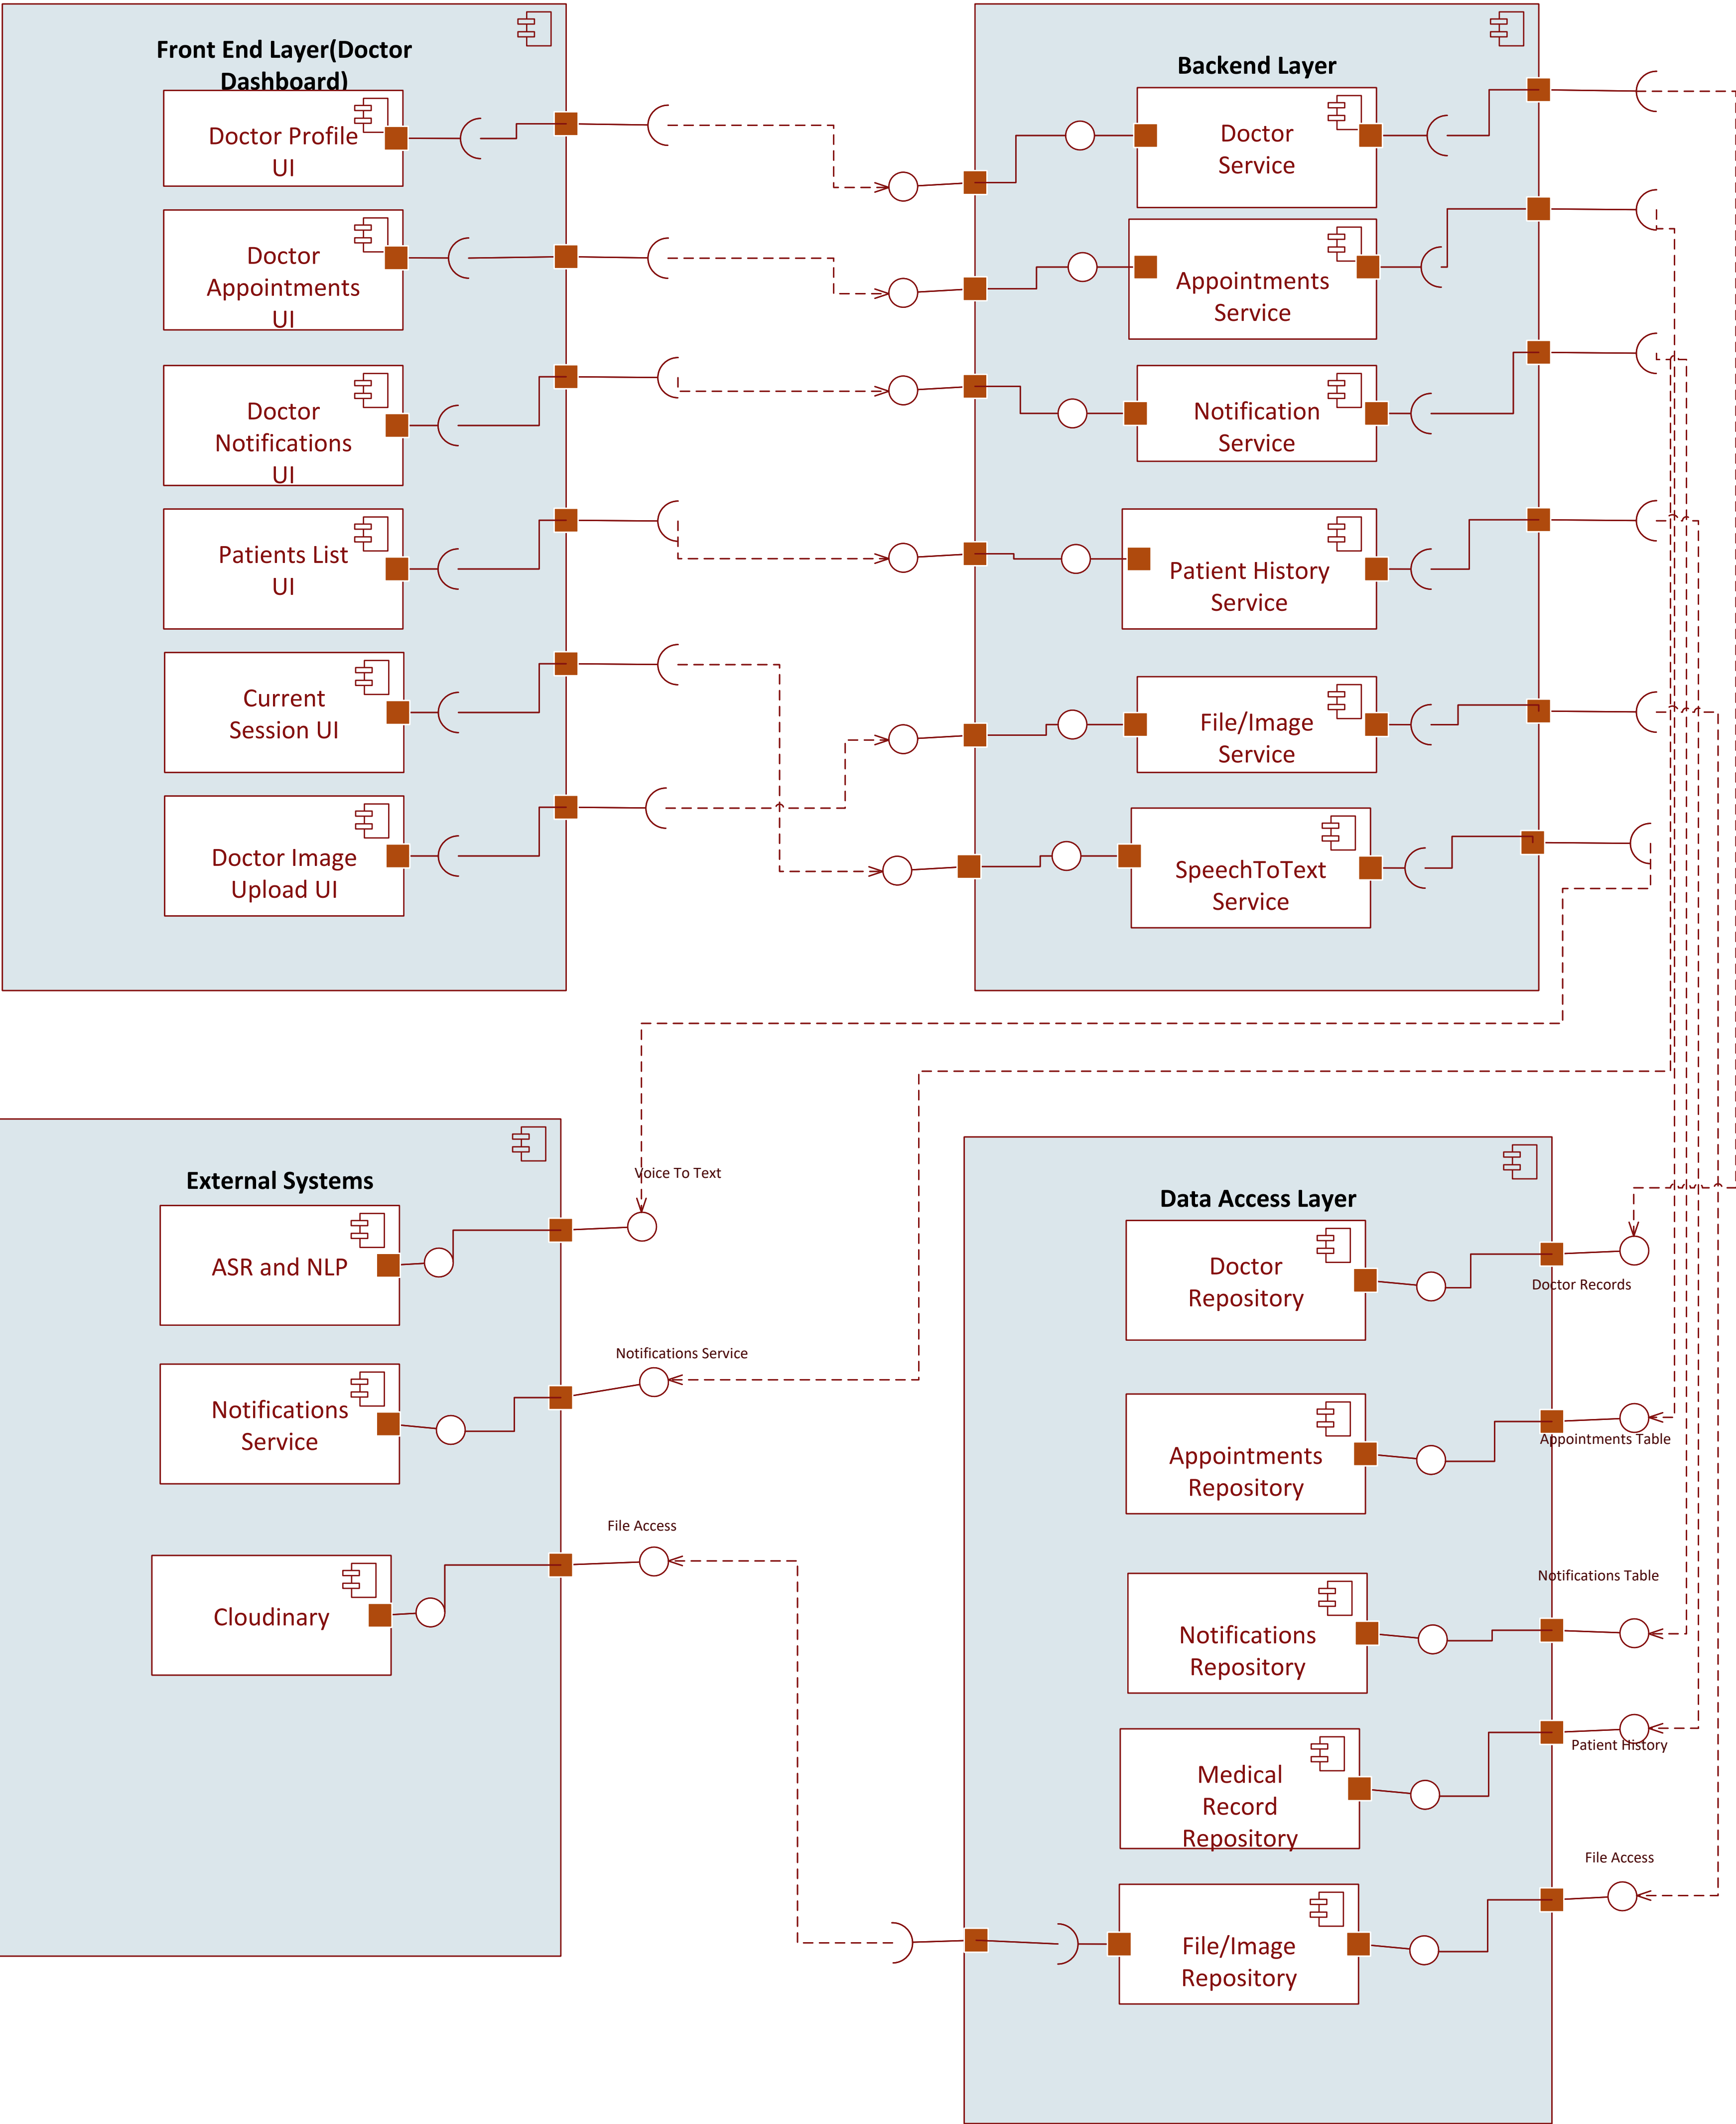 Front End Layer(Doctor
Dashboard)
Doctor Profile
UI
Doctor
Appointments
UI
Doctor
Notifications
UI
Patients List
UI
Current
Session UI
Doctor Image
Upload UI
Backend Layer
Doctor
Service
Appointments
Service
Notification
Service
Patient History
Service
File/Image
Service
SpeechToText
Service
External Systems
ASR and NLP
Notifications
Service
Cloudinary
Voice To Text
Notifications Service
File Access
Data Access Layer
Doctor
Repository
Appointments
Repository
Notifications
Repository
Medical
Record
Repository
File/Image
Repository
Doctor Records
Appointments Table
Notifications Table
Patient History
File Access